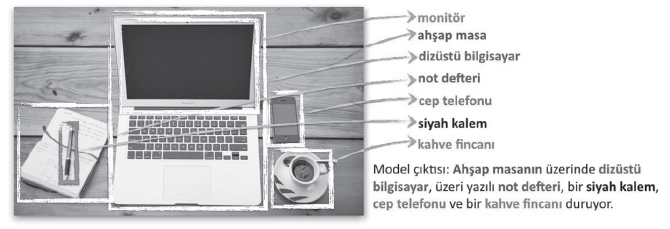 monitör
ahşap masa
dizüstü bilgisayar
not defteri
cep telefonu
siyah kalem
kahve fincanı
Model çıktısı: Ahşap masanın üzerinde dizüstü
bilgisayar, üzeri yazılı not defteri, bir siyah kalem,
cep telefonu ve bir kahve fincanı duruyor.